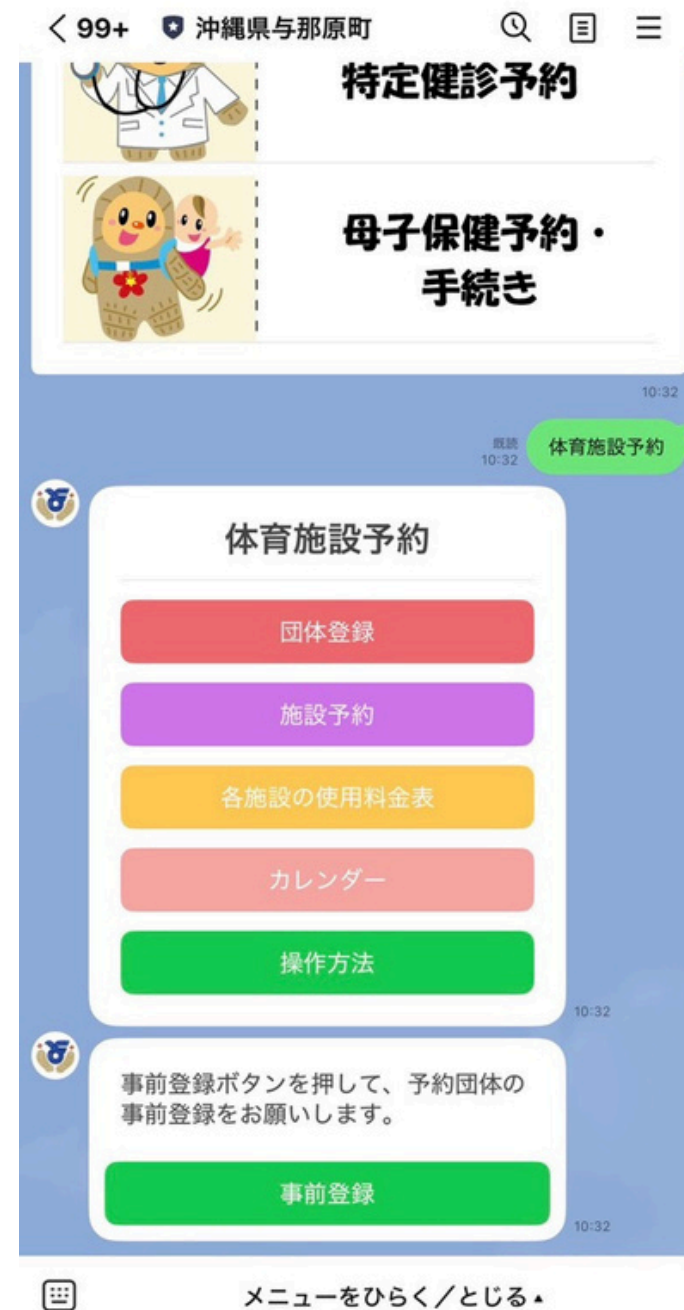 99+ 沖縄県与那原町
特定健診予約
母子保健予約・
手続き
10:32
既読
10:32
体育施設予約
体育施設予約
団体登録
施設予約
各施設の使用料金表
カレンダー
操作方法
10:32
事前登録ボタンを押して、予約団体の
事前登録をお願いします。
事前登録
10:32
メニューをひらく/とじる▲